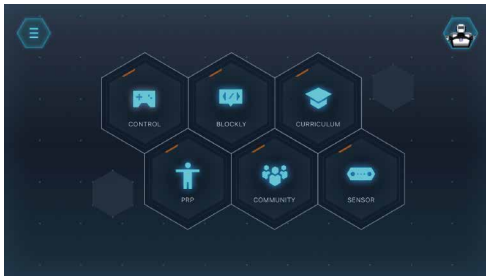 CONTROL
BLOCKLY
CURRICULUM
PRP
COMMUNITY
SENSOR